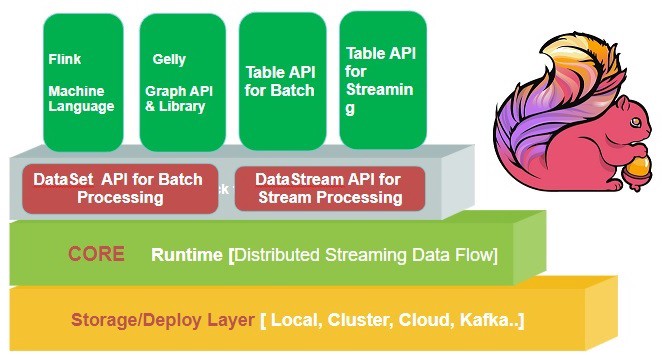 Flink
Machine
Language
Gelly
Graph API
& Library
Table API
for Batch
Table API
for
Streamin
g
DataSet API for Batch
Processing
DataStream API for
Stream Processing
CORE Runtime [Distributed Streaming Data Flow]
Storage/Deploy Layer [ Local, Cluster, Cloud, Kafka..]